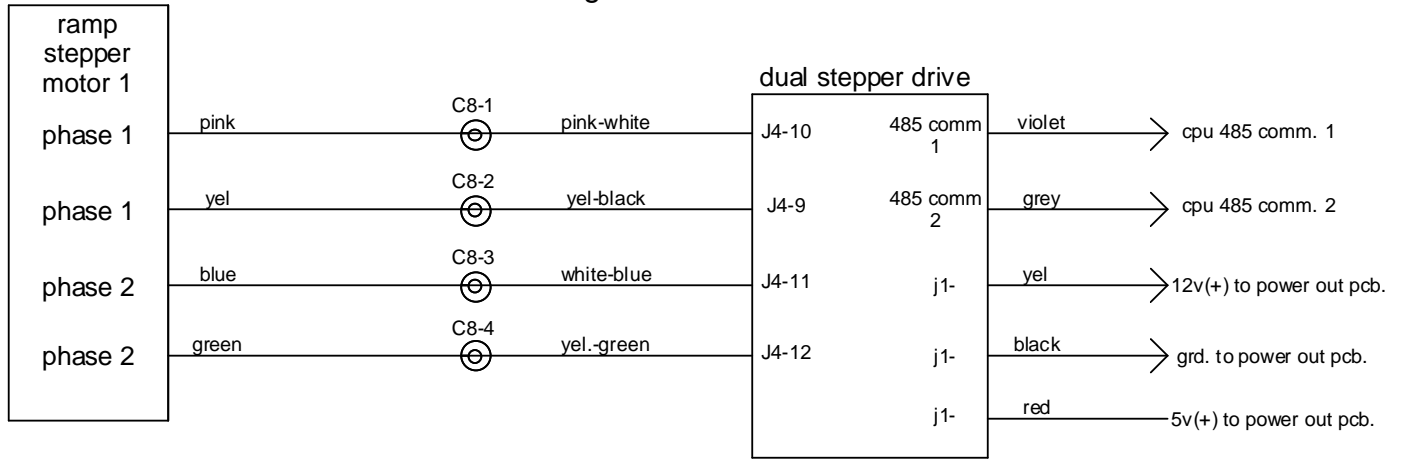 ramp
stepper
motor 1
dual stepper drive
phase 1 pink C8-1 pink-white J4-10 485 comm 1 violet cpu 485 comm. 1
phase 1 yel C8-2 yel-black J4-9 485 comm 2 grey cpu 485 comm. 2
phase 2 blue C8-3 white-blue J4-11 j1- yel 12v(+) to power out pcb.
phase 2 green C8-4 yel.-green J4-12 j1- black grd. to power out pcb.
j1- red 5v(+) to power out pcb.